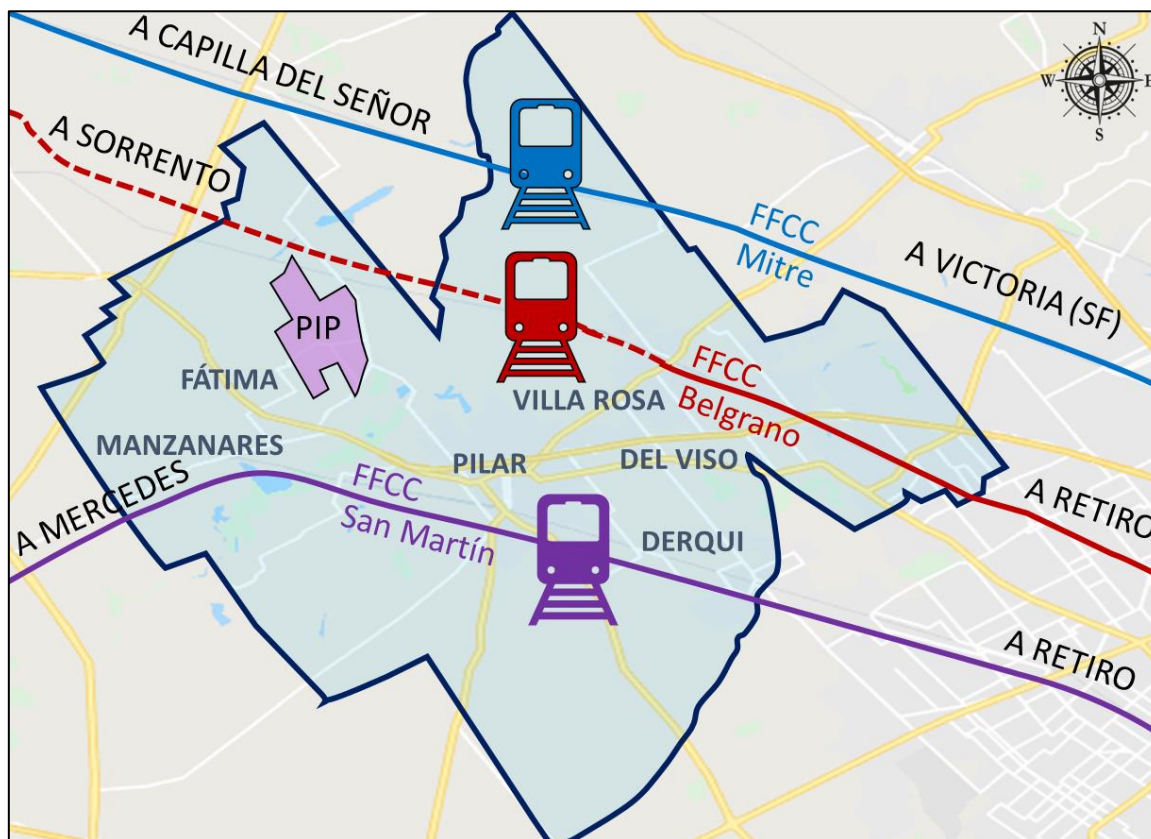 A CAPILLA DEL SEÑOR
N
W
E
S
A SORRENTO
FFCC
Mitre
A VICTORIA (SF)
PIP
FÁTIMA
VILLA ROSA
FFCC
Belgrano
MANZANARES
PILAR
DEL VISO
A MERCEDES
FFCC
San Martín
DERQUI
A RETIRO
A RETIRO